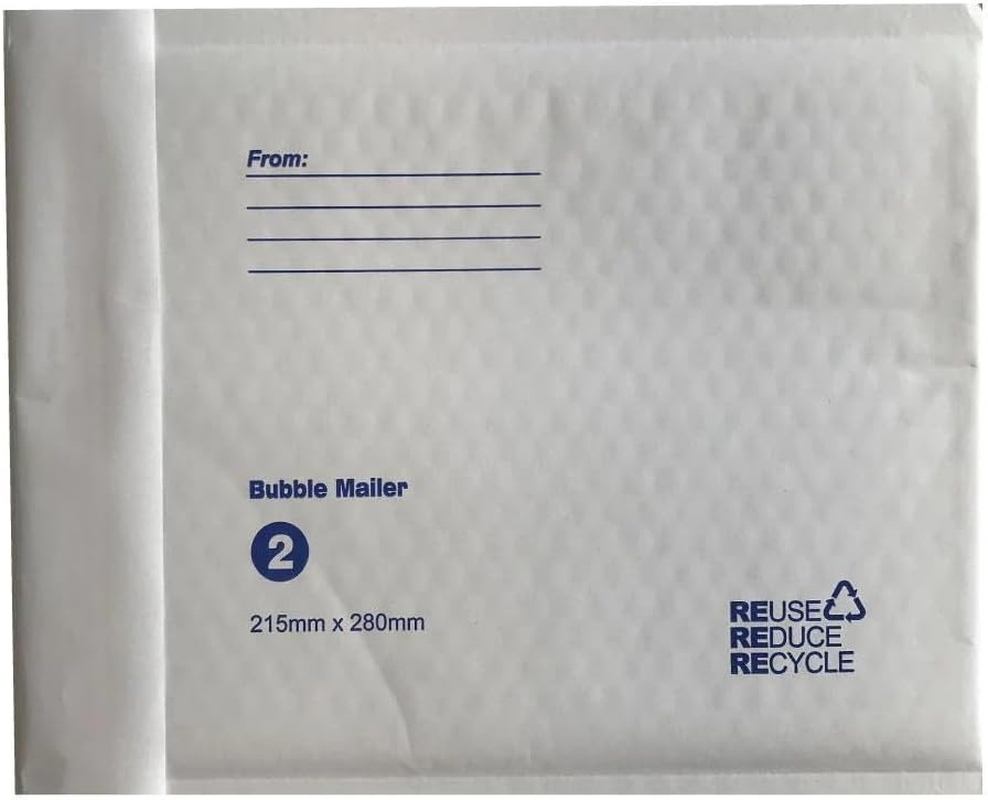 From:
Bubble Mailer
2
215mm x 280mm
REUSE
REDUCE
RECYCLE